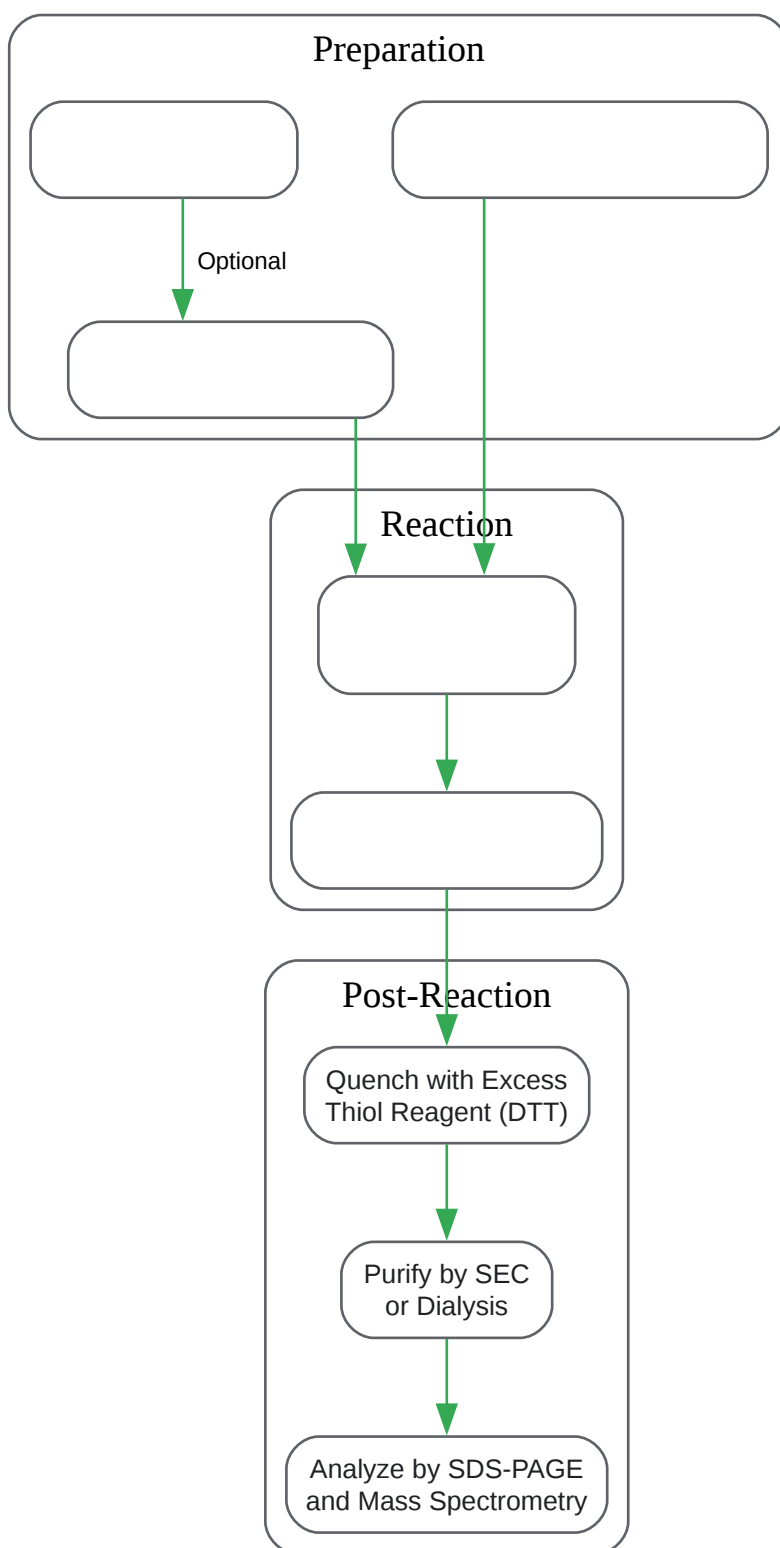 Preparation
Optional
Reaction
Post-Reaction
Quench with Excess
Thiol Reagent (DTT)
Purify by SEC
or Dialysis
Analyze by SDS-PAGE
and Mass Spectrometry